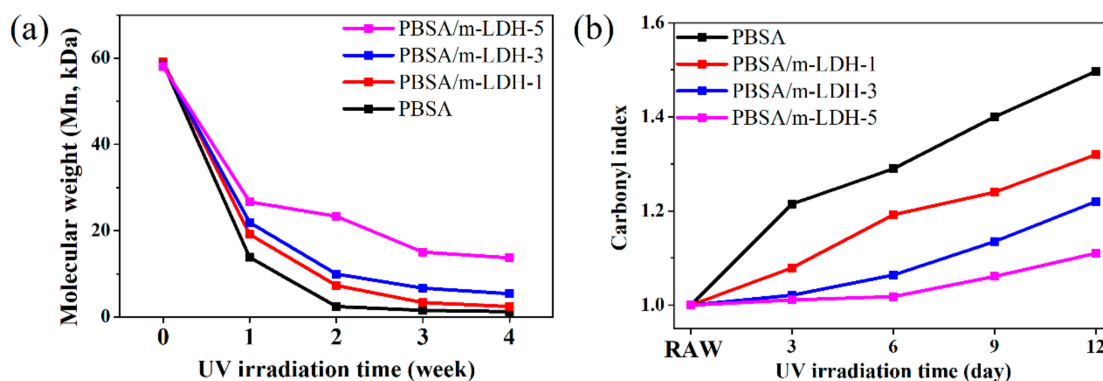 (a)
PBSA/m-LDH-5
PBSA/m-LDH-3
PBSA/m-LDH-1
PBSA
Molecular weight (Mn, kDa)
60
40
20
0
0 1 2 3 4
UV irradiation time (week)
(b)
PBSA
PBSA/m-LDH-1
PBSA/m-LDH-3
PBSA/m-LDH-5
Carbonyl index
1.6
1.4
1.2
1.0
RAW 3 6 9 12
UV irradiation time (day)